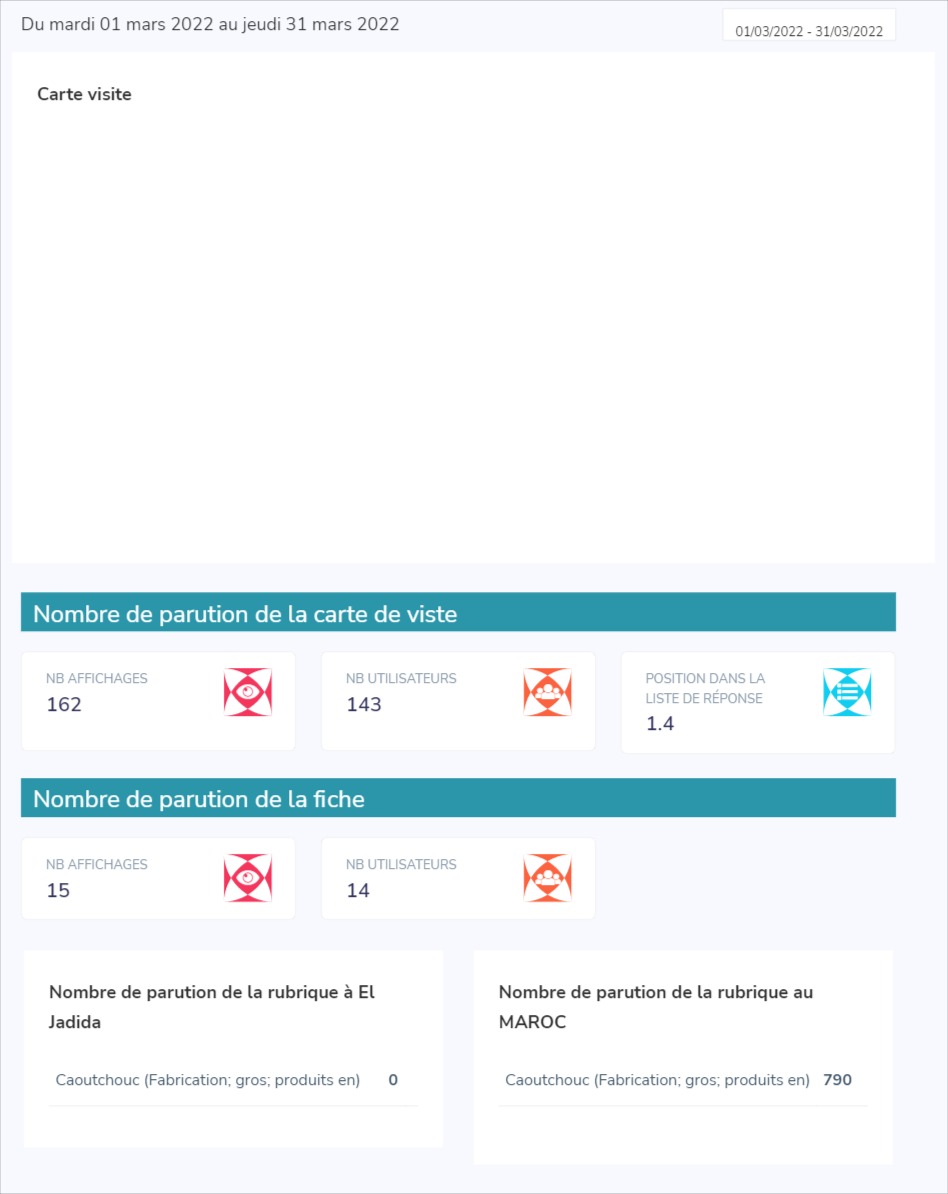 Du mardi 01 mars 2022 au jeudi 31 mars 2022
01/03/2022 - 31/03/2022
Carte visite
Nombre de parution de la carte de viste
NB AFFICHAGES
162
NB UTILISATEURS
143
POSITION DANS LA
LISTE DE RÉPONSE
1.4
Nombre de parution de la fiche
NB AFFICHAGES
15
NB UTILISATEURS
14
Nombre de parution de la rubrique à El
Jadida
Caoutchouc (Fabrication; gros; produits en) 0
Nombre de parution de la rubrique au
MAROC
Caoutchouc (Fabrication; gros; produits en) 790